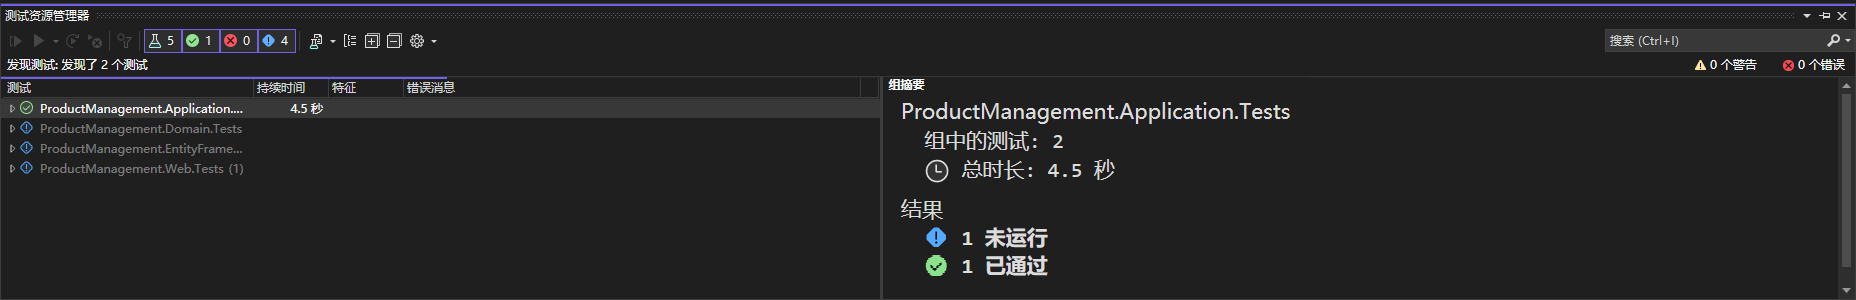 测试资源管理器
5 1 0 4
搜索 (Ctrl+I)
发现测试: 发现了 2 个测试
0 个警告 0 个错误
测试 持续时间 特征 错误消息
ProductManagement.Application.... 4.5 秒
ProductManagement.Domain.Tests
ProductManagement.EntityFrame...
ProductManagement.Web.Tests (1)
组摘要
ProductManagement.Application.Tests
组中的测试: 2
总时长: 4.5 秒
结果
1 未运行
1 已通过